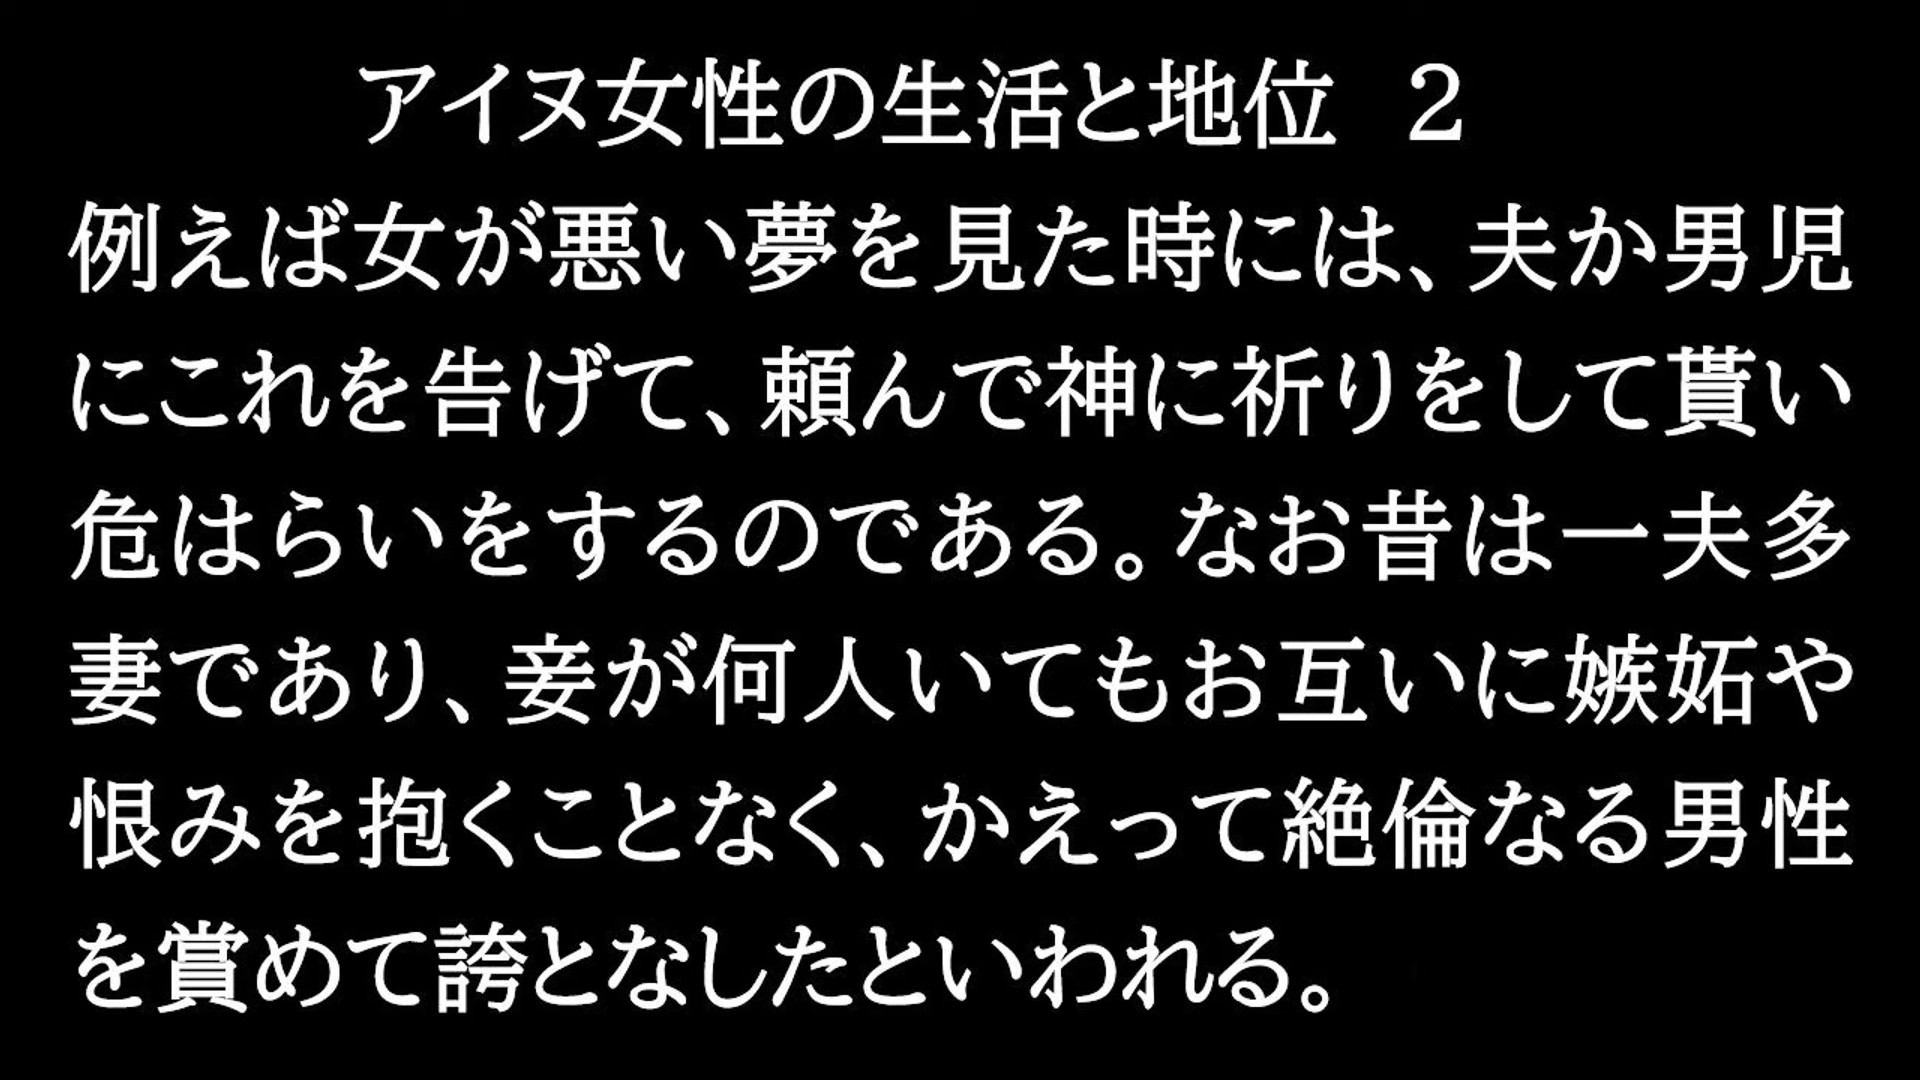 アイヌ女性の生活と地位　２
例えば女が悪い夢を見た時には、夫か男児
にこれを告げて、頼んで神に祈りをして貰い
危はらいをするのである。なお昔は一夫多
妻であり、妾が何人いてもお互いに嫉妬や
恨みを抱くことなく、かえって絶倫なる男性
を賞めて誇となしたといわれる。